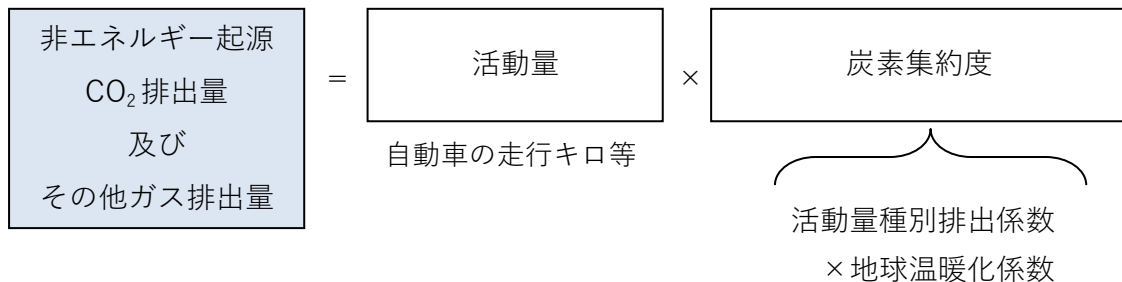 非エネルギー起源
CO₂排出量
及び
その他ガス排出量
=
活動量
×
炭素集約度
自動車の走行キロ等
活動量種別排出係数
×地球温暖化係数